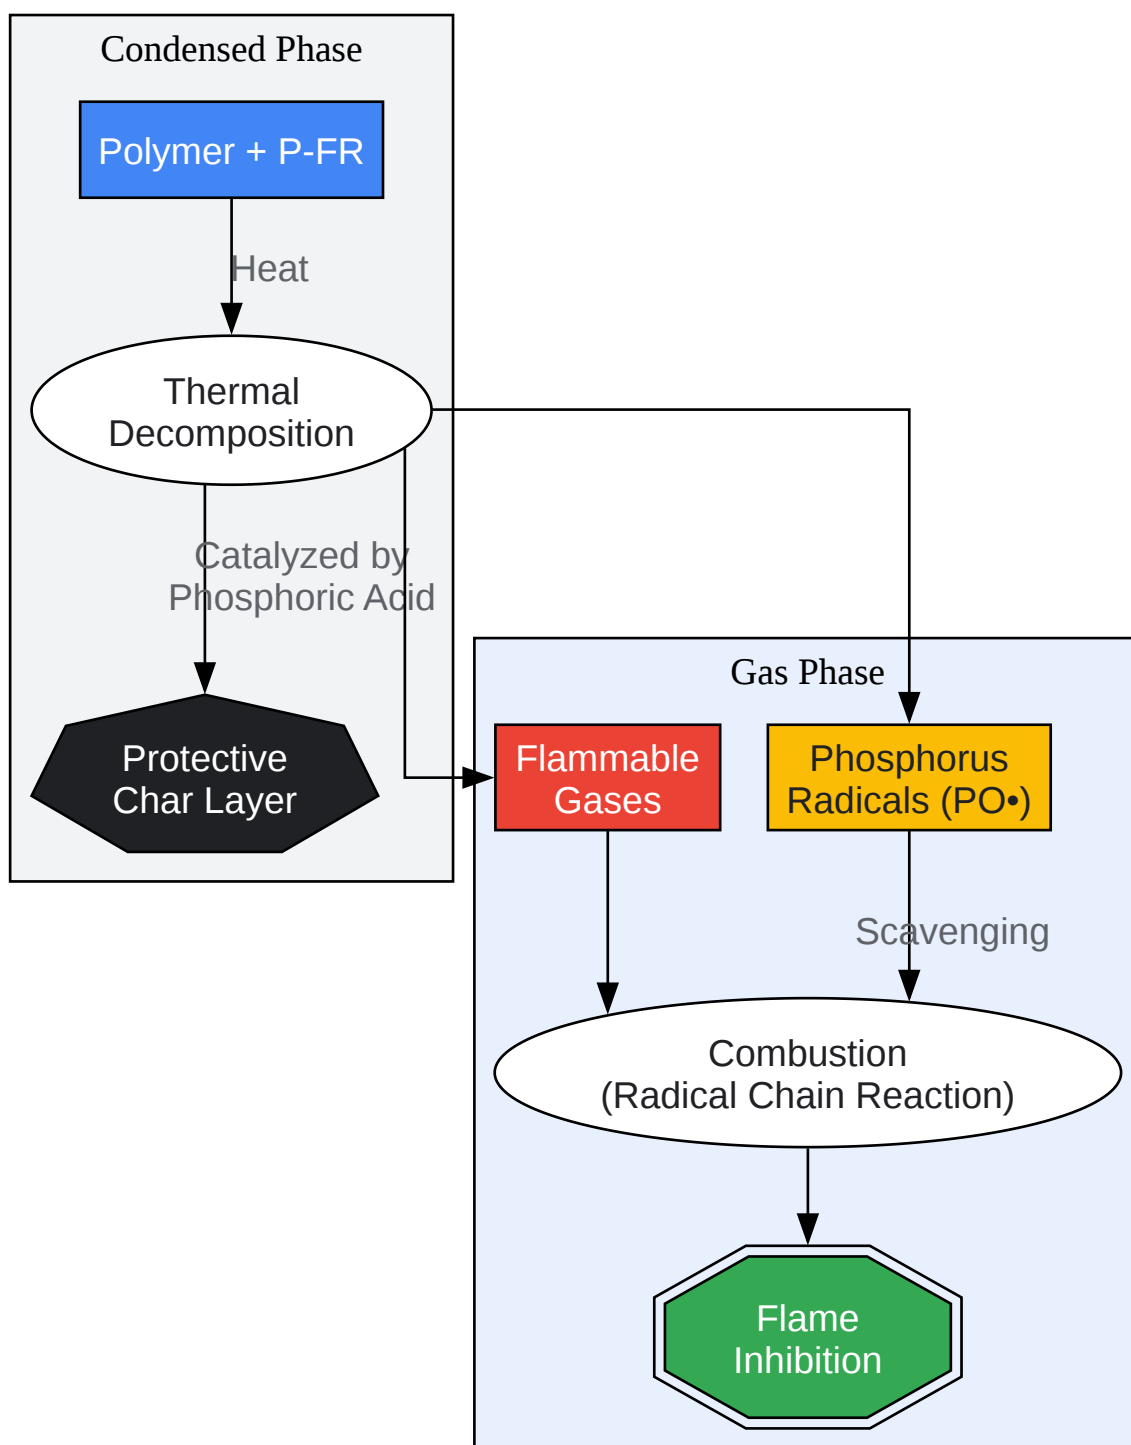 Condensed Phase
Polymer + P-FR
Heat
Thermal
Decomposition
Catalyzed by
Phosphoric Acid
Protective
Char Layer
Gas Phase
Flammable
Gases
Phosphorus
Radicals (PO•)
Scavenging
Combustion
(Radical Chain Reaction)
Flame
Inhibition